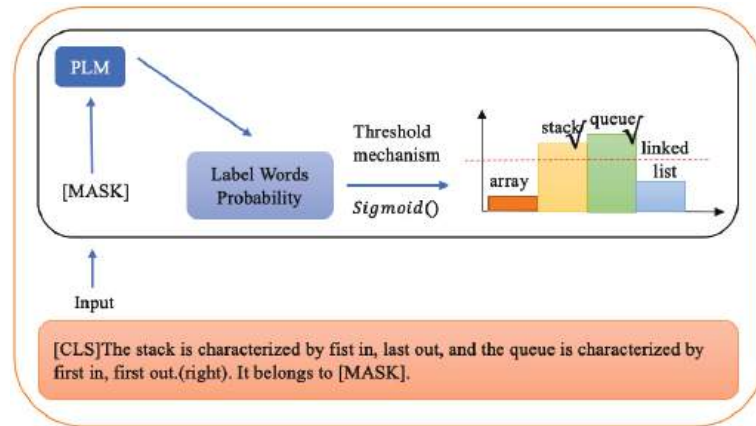 PLM
[MASK]
Input
Label Words
Probability
Threshold
mechanism
Sigmoid()
array
stack
queue
linked
list
[CLS]The stack is characterized by fist in, last out, and the queue is characterized by
first in, first out.(right). It belongs to [MASK].